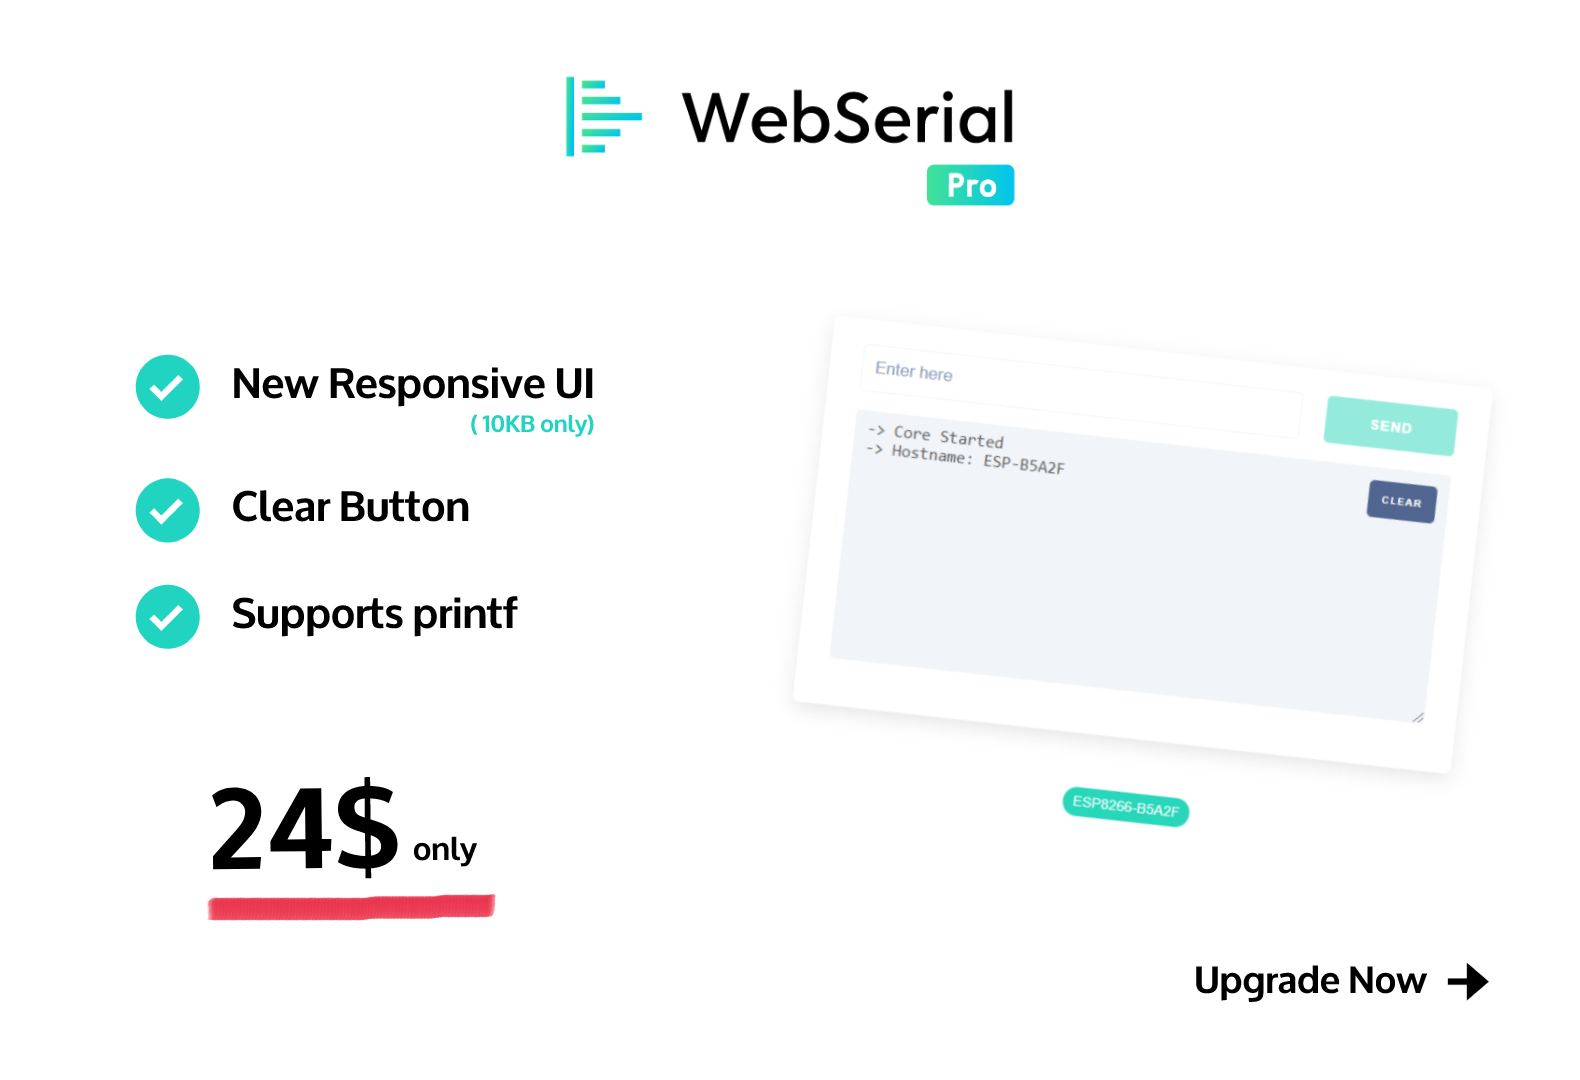 WebSerial
Pro
New Responsive UI
( 10KB only)
Clear Button
Supports printf
24$ only
Enter here
SEND
-> Core Started
-> Hostname: ESP-B5A2F
CLEAR
ESP8266-B5A2F
Upgrade Now